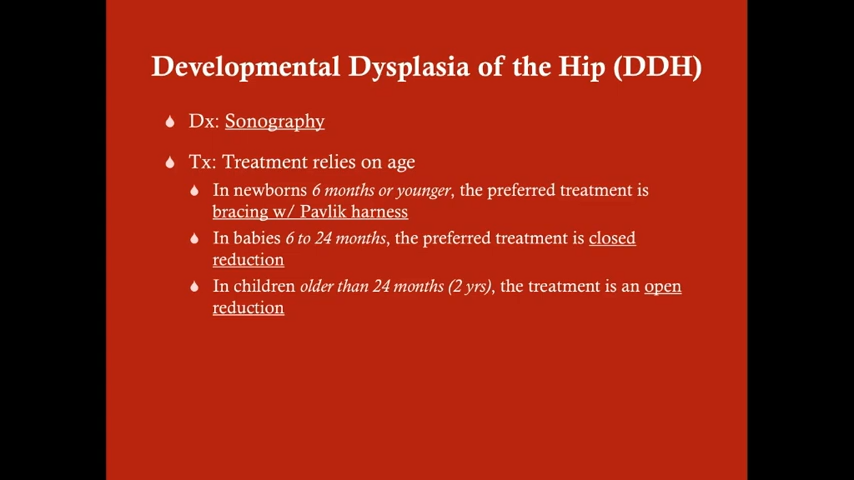 Developmental Dysplasia of the Hip (DDH)
Dx: Sonography
Tx: Treatment relies on age
In newborns 6 months or younger, the preferred treatment is
bracing w/ Pavlik harness
In babies 6 to 24 months, the preferred treatment is closed
reduction
In children older than 24 months (2 yrs), the treatment is an open
reduction